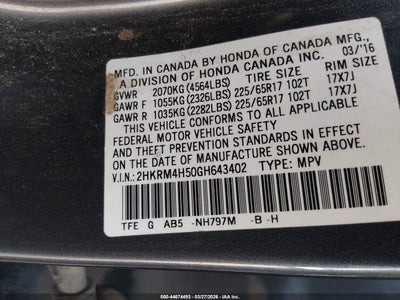 MFD. IN CANADA BY HONDA OF CANADA MFG.,
A DIVISION OF HONDA CANADA INC. 03/'16
GVWR 2070KG(4564LBS) TIRE SIZE RIM SIZE
GAWR F 1055KG(2326LBS) 225/65R17 102T 17X7J
GAWR R 1035KG(2282LBS) 225/65R17 102T 17X7J
THIS VEHICLE CONFORMS TO ALL APPLICABLE
FEDERAL MOTOR VEHICLE SAFETY
AND THEFT PREVENTION STANDARDS IN EFFECT
ON THE DATE OF MANUFACTURE SHOWN ABOVE.
V.I.N.:2HKRM4H50GH643402 TYPE: MPV
TFE G AB5 -NH797M -B -H
000-44674493 - 03/27/2026 - IAA US